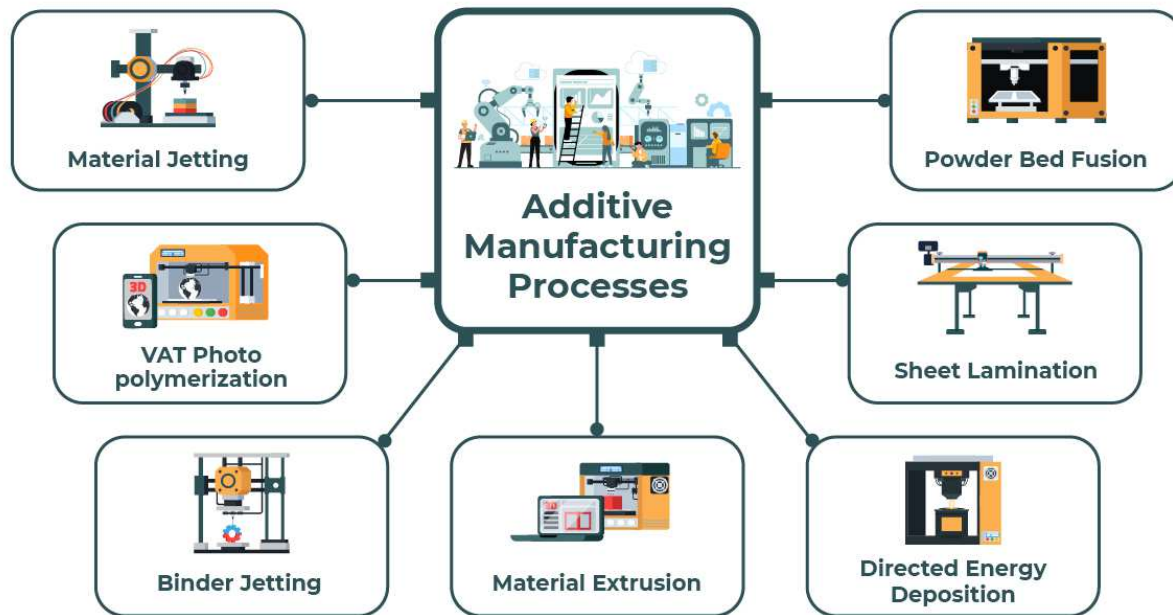 Material Jetting
Additive
Manufacturing
Processes
Powder Bed Fusion
3D
VAT Photo
polymerization
Sheet Lamination
Binder Jetting
Material Extrusion
Directed Energy
Deposition